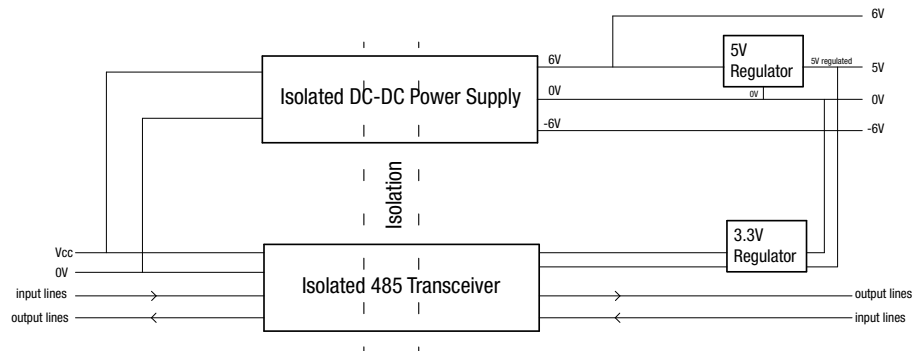 6V
5V
Regulator
5V regulated
5V
6V
Isolated DC-DC Power Supply
0V
0V
0V
-6V
-6V
Isolation
3.3V
Regulator
Vcc
0V
Isolated 485 Transceiver
input lines
output lines
output lines
input lines